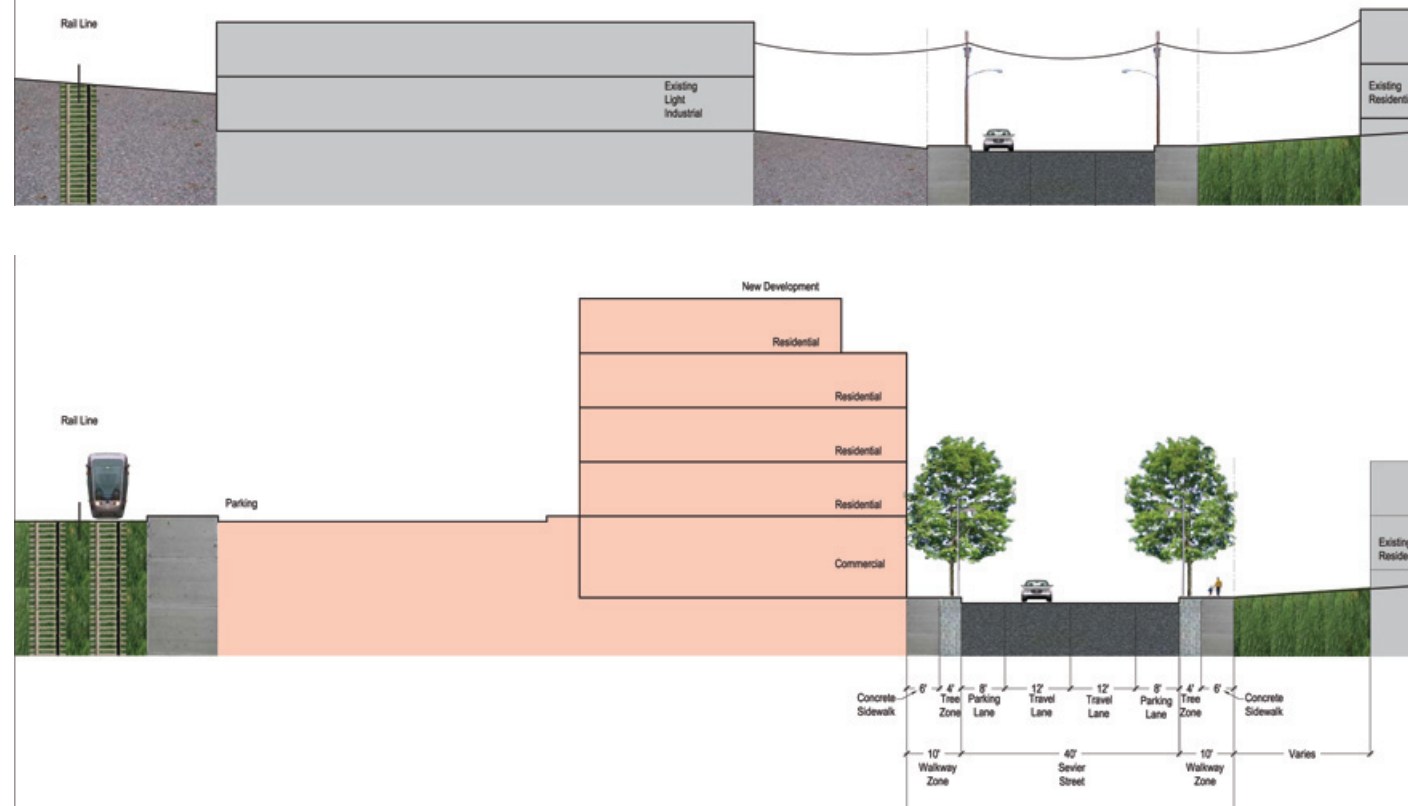 Rail Line
Existing
Light
Industrial
Existing
New Development
Residential
Residential
Residential
Residential
Commercial
Rail Line
Parking
Existing
6' 4' 8' 12' 12' 8' 4' 6'
Concrete
Sidewalk
Tree
Zone
Parking
Lane
Travel
Lane
Travel
Lane
Parking
Lane
Tree
Zone
Concrete
Sidewalk
10' 40' 10' Varies
Walkway
Zone
Sevier
Street
Walkway
Zone